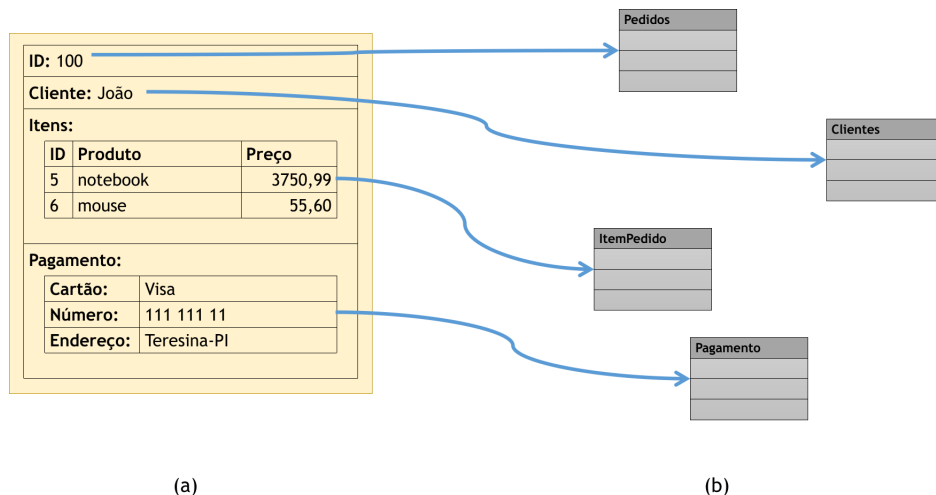 ID: 100
Cliente: João
Itens:
ID Produto Preço
5 notebook 3750,99
6 mouse 55,60
Pagamento:
Cartão: Visa
Número: 111 111 11
Endereço: Teresina-PI
(a)
Pedidos
Clientes
ItemPedido
Pagamento
(b)